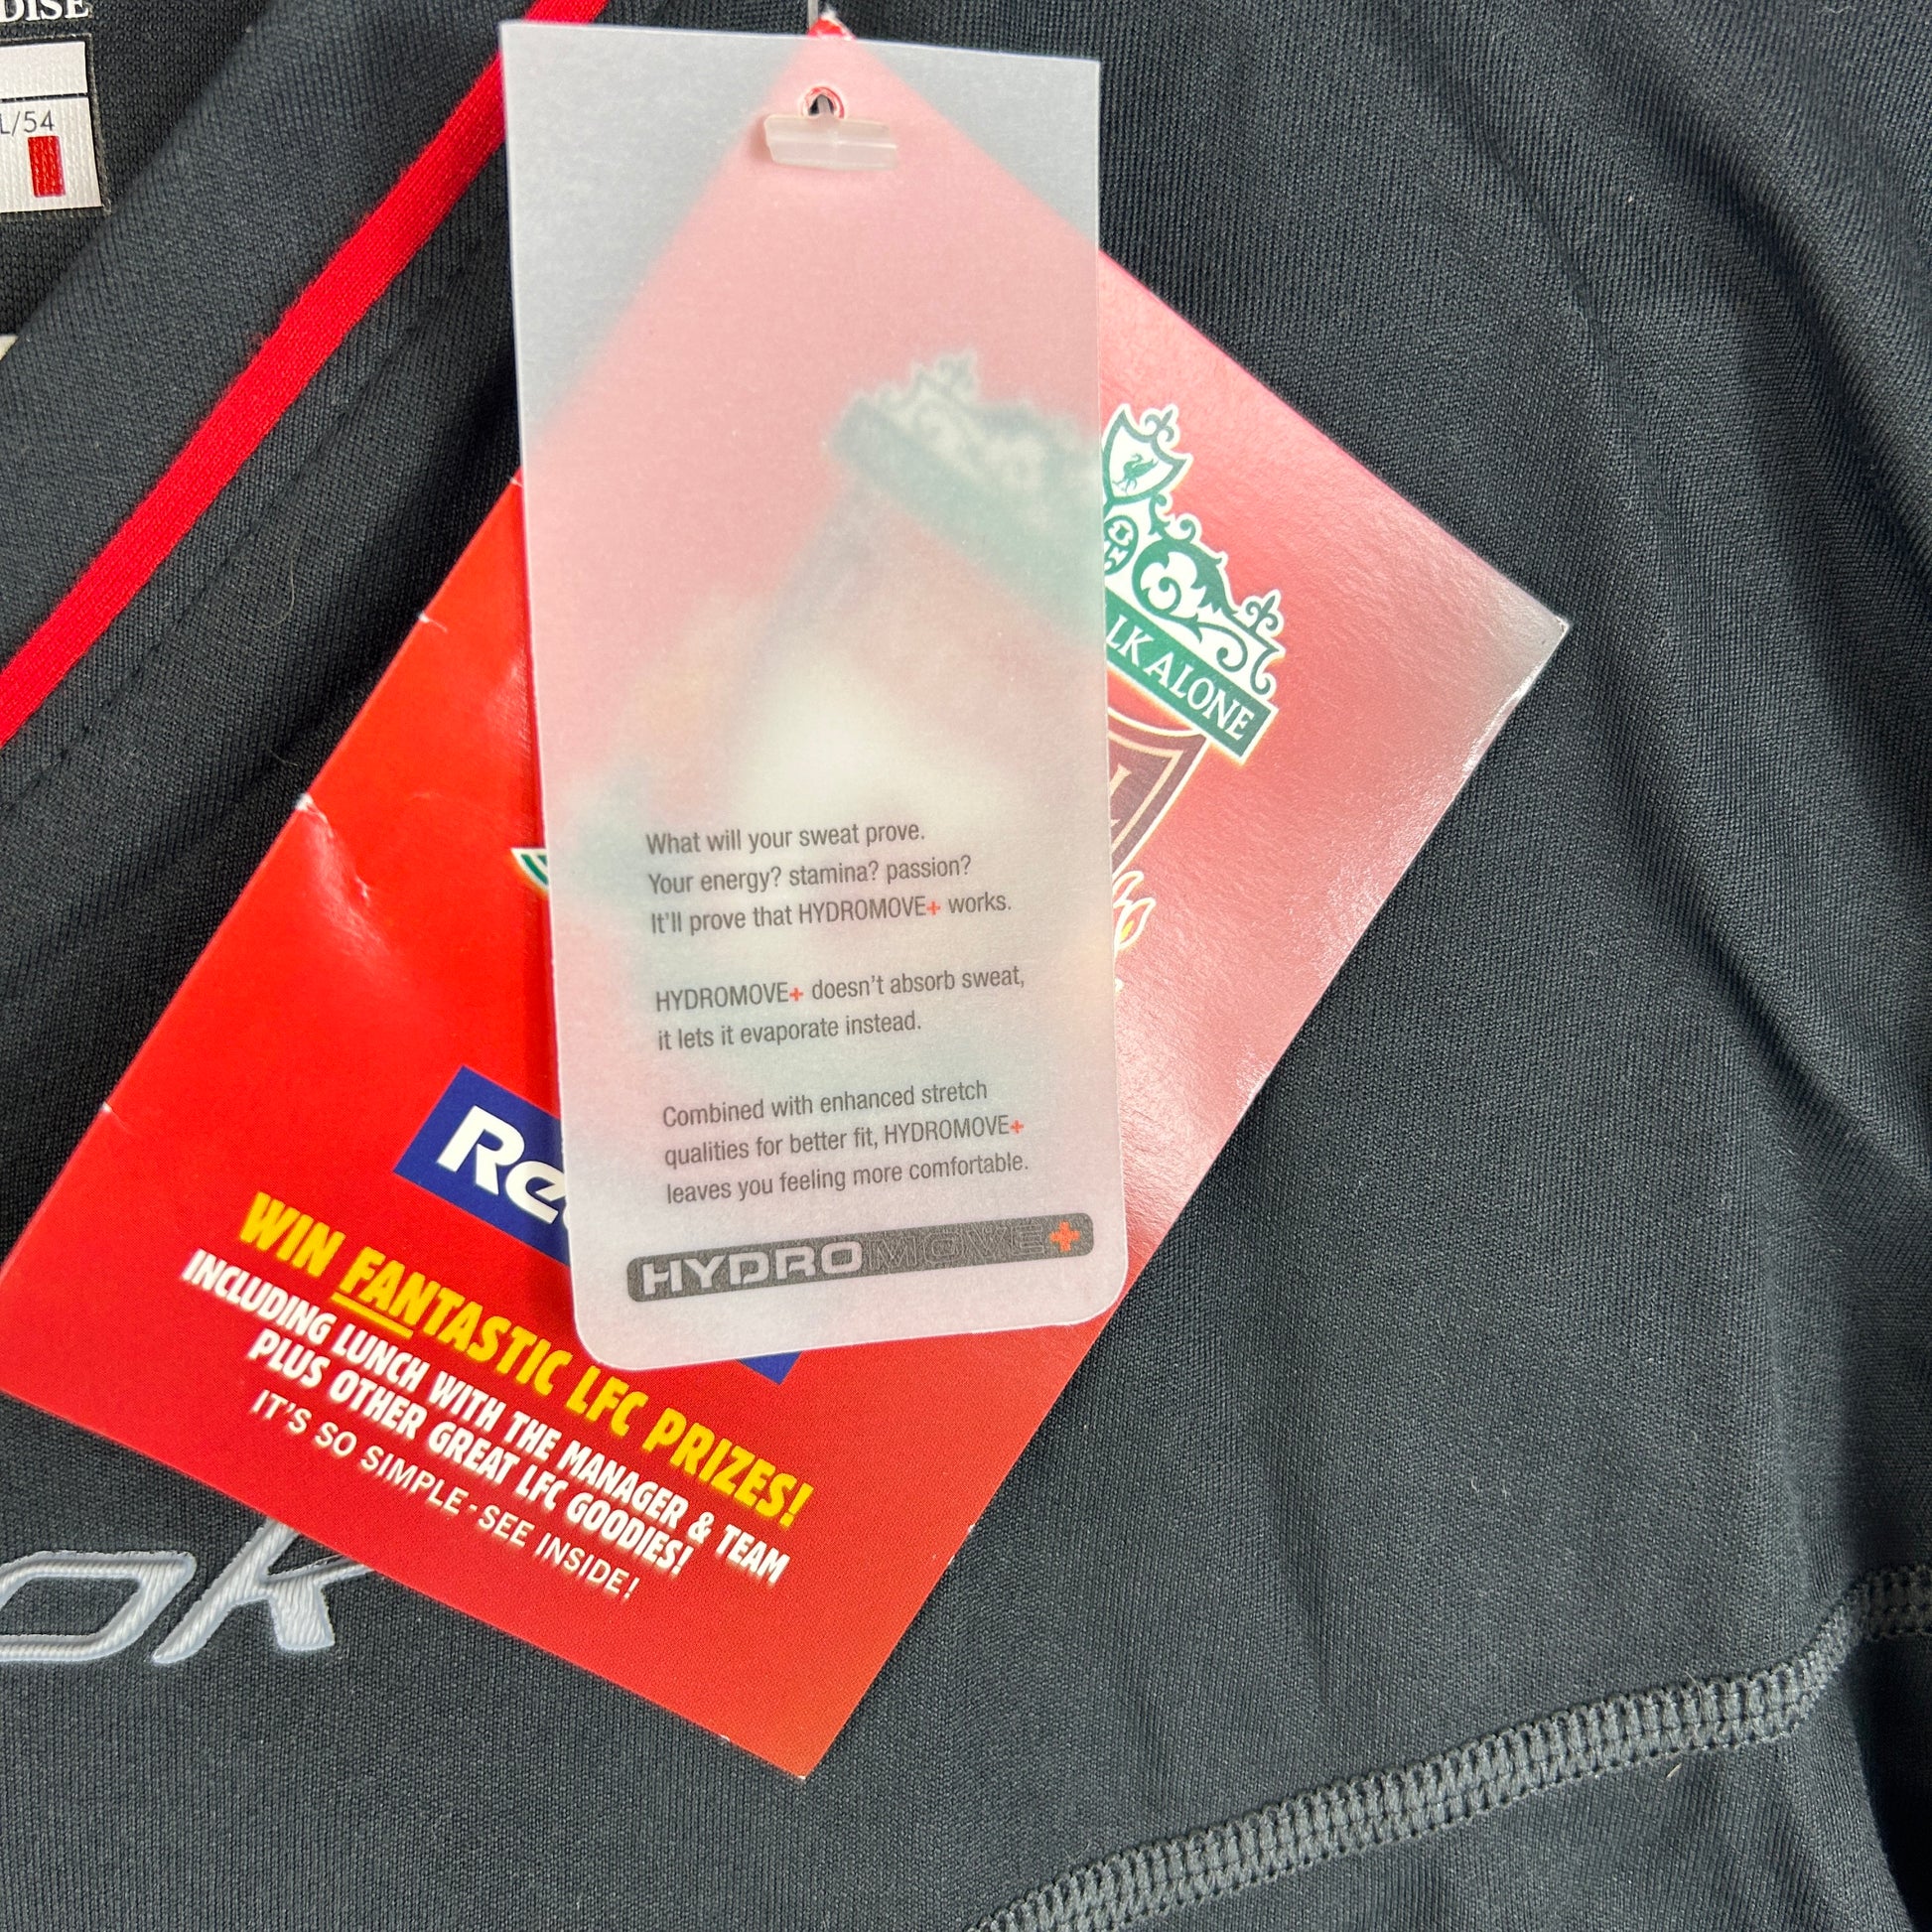 DISE
L/54
LK ALONE
What will your sweat prove.
Your energy? stamina? passion?
It'll prove that HYDROMOVE+ works.
HYDROMOVE+ doesn't absorb sweat,
it lets it evaporate instead.
Combined with enhanced stretch
qualities for better fit, HYDROMOVE+
leaves you feeling more comfortable.
HYDROMOVE+
Re
WIN FANTASTIC LFC PRIZES!
INCLUDING LUNCH WITH THE MANAGER & TEAM
PLUS OTHER GREAT LFC GOODIES!
IT'S SO SIMPLE - SEE INSIDE!
ok